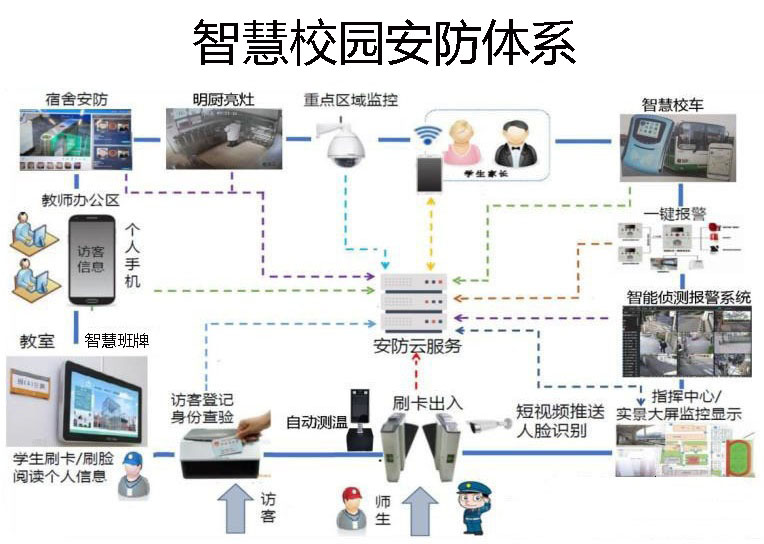 智慧校园安防体系
宿舍安防
明厨亮灶
重点区域监控
学生家长
智慧校车
教师办公区
访客
信息
个人手机
一键报警
智能侦测报警系统
安防云服务
教室
智慧班牌
访客登记
身份查验
自动测温
刷卡出入
短视频推送
人脸识别
指挥中心/
实景大屏监控显示
学生刷卡/刷脸
阅读个人信息
访客
师生